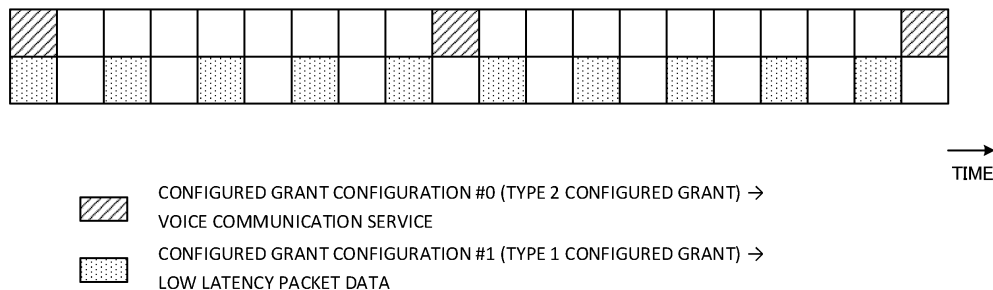 TIME
CONFIGURED GRANT CONFIGURATION #0 (TYPE 2 CONFIGURED GRANT) →
VOICE COMMUNICATION SERVICE
CONFIGURED GRANT CONFIGURATION #1 (TYPE 1 CONFIGURED GRANT) →
LOW LATENCY PACKET DATA